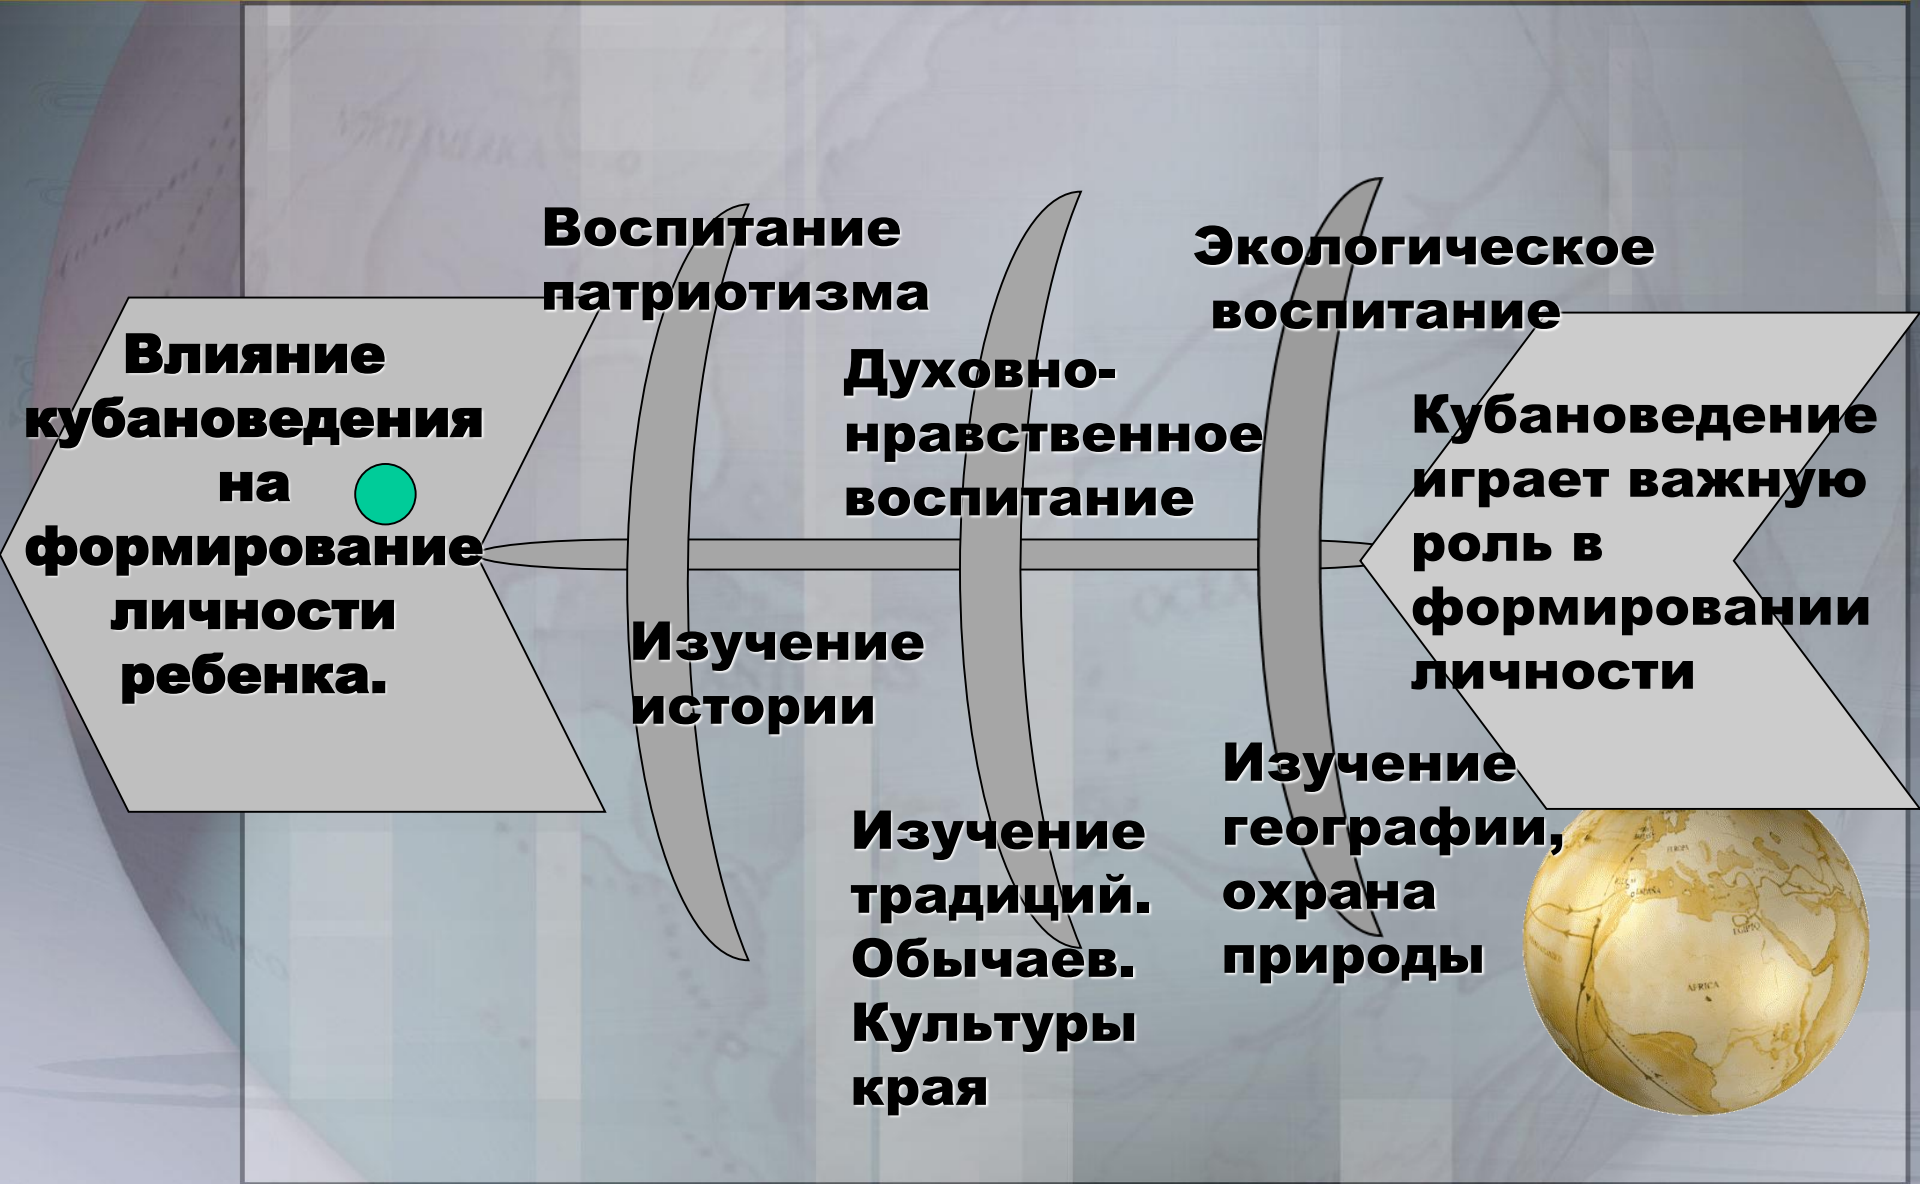 Влияние
кубановедения
на
формирование
личности
ребенка.
Воспитание
патриотизма
Изучение
истории
Духовно-
нравственное
воспитание
Изучение
традиций.
Обычаев.
Культуры
края
Экологическое
воспитание
Изучение
географии,
охрана
природы
Кубановедение
играет важную
роль в
формировании
личности
AFRICA